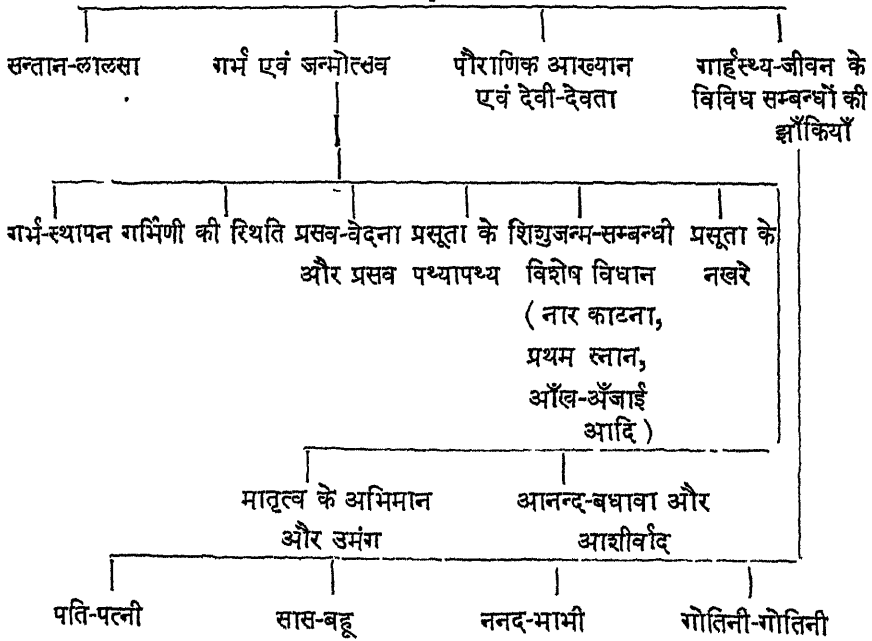 सन्तान-लालसा गर्भ एवं जन्मोत्सव पौराणिक आख्यान गार्हस्थ्य-जीवन के
एवं देवी-देवता विविध सम्बन्धों की
झाँकियाँ
गर्भ-स्थापन गर्भिणी की स्थिति प्रसव-वेदना प्रसूता के शिशुजन्म-सम्बन्धी प्रसूता के
और प्रसव पथ्यापथ्य विशेष विधान नखरे
( नार काटना,
प्रथम स्नान,
आँख-अँजाई
आदि )
मातृत्व के अभिमान आनन्द-बधावा और
और उमंग आशीर्वाद
पति-पत्नी सास-बहू ननद-भाभी गोतिनी-गोतिनी